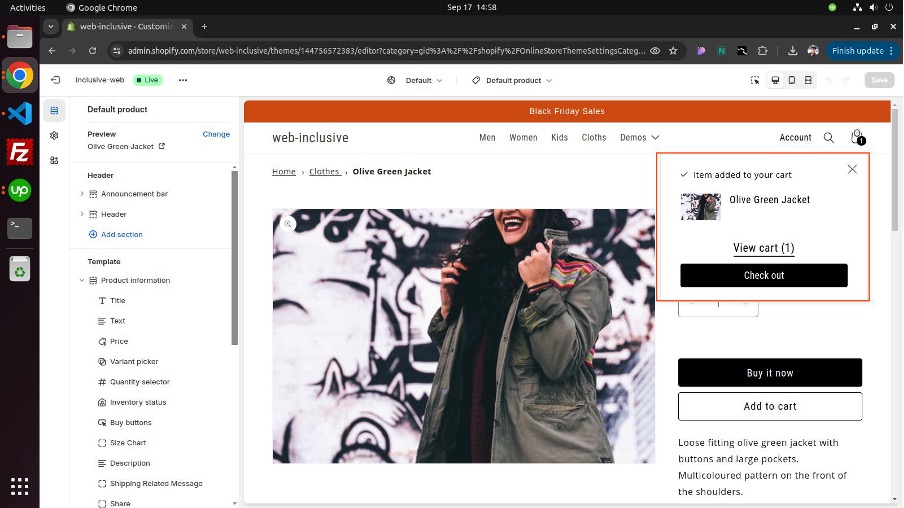 Activities
Google Chrome
Sep 17 14:58
web-inclusive - Customiz
admin.shopify.com/store/web-inclusive/themes/144756572383/editor?category=gid%3A%2F%2Fshopify%2FOnlineStoreThemeSettingsCateg...
Finish update
inclusive-web
Live
Default
Default product
Save
Default product
Preview
Change
Olive Green Jacket
Header
Announcement bar
Header
Add section
Template
Product information
Title
Text
Price
Variant picker
Quantity selector
Inventory status
Buy buttons
Size Chart
Description
Shipping Related Message
Share
Black Friday Sales
web-inclusive
Men
Women
Kids
Cloths
Demos
Account
1
Home › Clothes › Olive Green Jacket
Item added to your cart
Olive Green Jacket
View cart (1)
Check out
Buy it now
Add to cart
Loose fitting olive green jacket with
buttons and large pockets.
Multicoloured pattern on the front of
the shoulders.